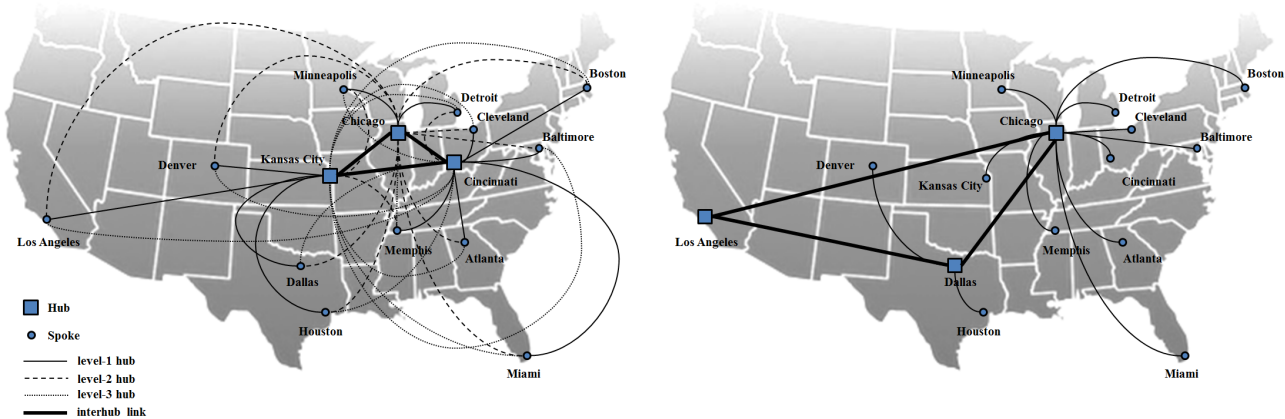 Minneapolis
Boston
Detroit
Chicago
Cleveland
Baltimore
Denver
Kansas City
Cincinnati
Los Angeles
Memphis
Atlanta
Dallas
Hub
Houston
Spoke
level-1 hub
Miami
level-2 hub
level-3 hub
interhub link
Minneapolis
Boston
Detroit
Chicago
Cleveland
Baltimore
Denver
Kansas City
Cincinnati
Los Angeles
Memphis
Atlanta
Dallas
Houston
Miami